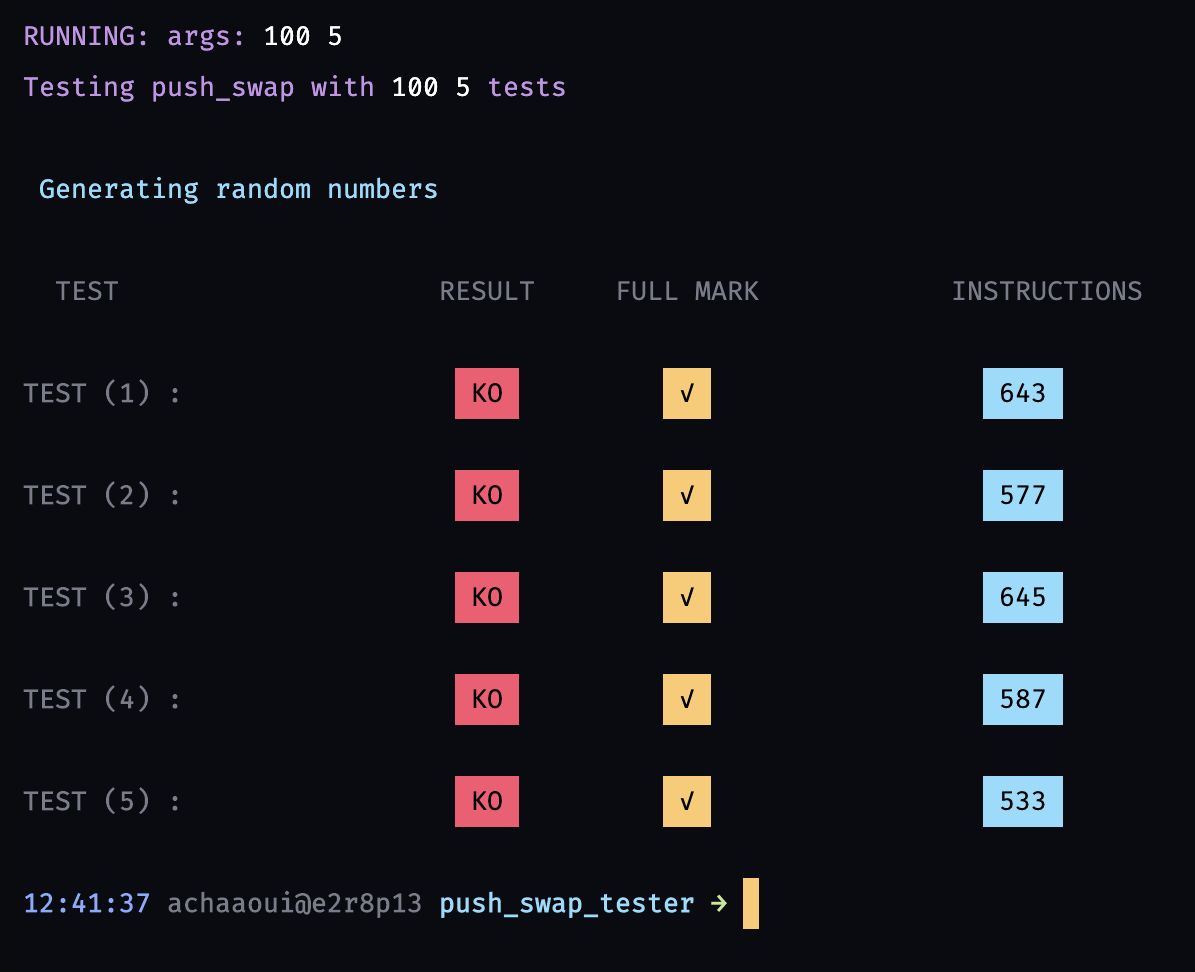 RUNNING: args: 100 5
Testing push_swap with 100 5 tests
Generating random numbers
TEST RESULT FULL MARK INSTRUCTIONS
TEST (1) : KO √ 643
TEST (2) : KO √ 577
TEST (3) : KO √ 645
TEST (4) : KO √ 587
TEST (5) : KO √ 533
12:41:37 achaaoui@e2r8p13 push_swap_tester →